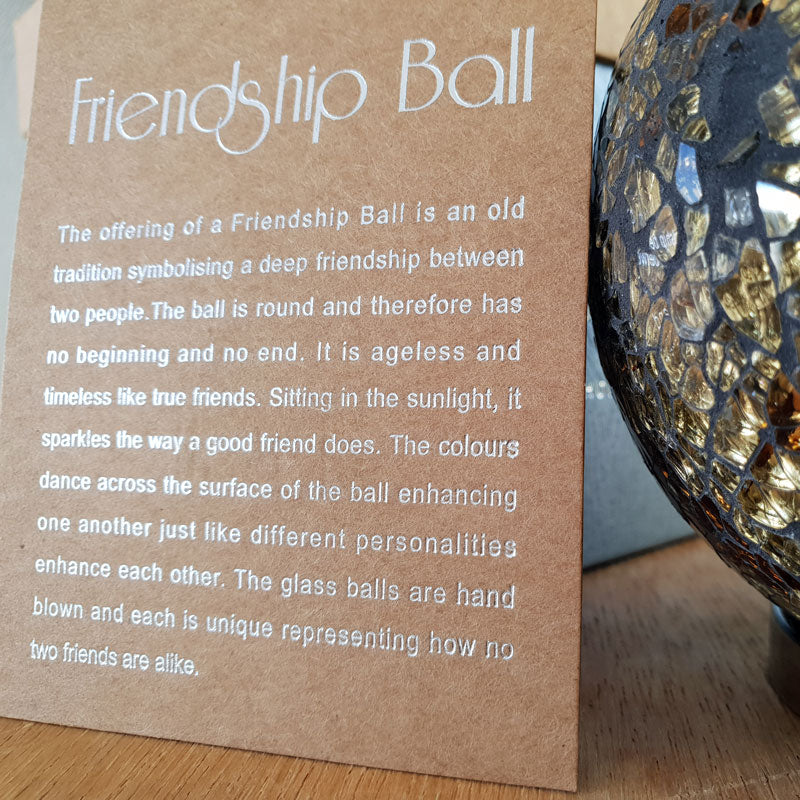 Friendship Ball
The offering of a Friendship Ball is an old
tradition symbolising a deep friendship between
two people.The ball is round and therefore has
no beginning and no end. It is ageless and
timeless like true friends. Sitting in the sunlight, it
sparkles the way a good friend does. The colours
dance across the surface of the ball enhancing
one another just like different personalities
enhance each other. The glass balls are hand
blown and each is unique representing how no
two friends are alike.